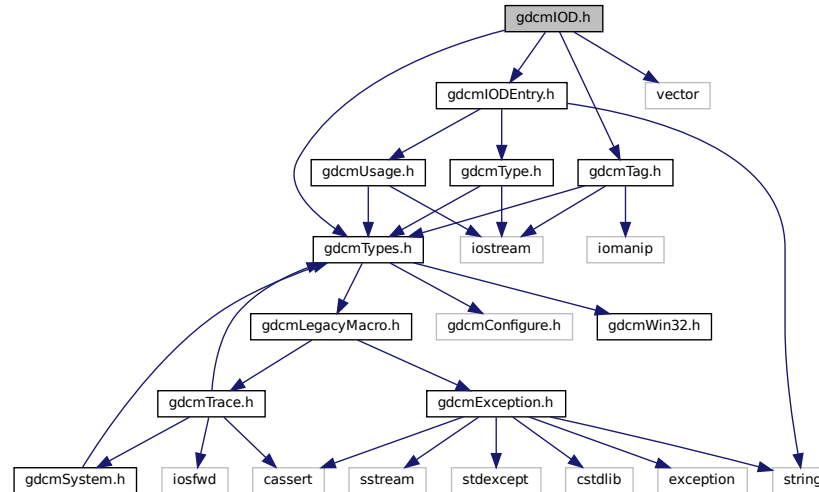 gdcmIOD.h
gdcmIODEntry.h
vector
gdcmUsage.h
gdcmType.h
gdcmTag.h
gdcmTypes.h
iostream
iomanip
gdcmLegacyMacro.h
gdcmConfigure.h
gdcmWin32.h
gdcmTrace.h
gdcmException.h
gdcmSystem.h
iosfwd
cassert
sstream
stdexcept
cstdlib
exception
string